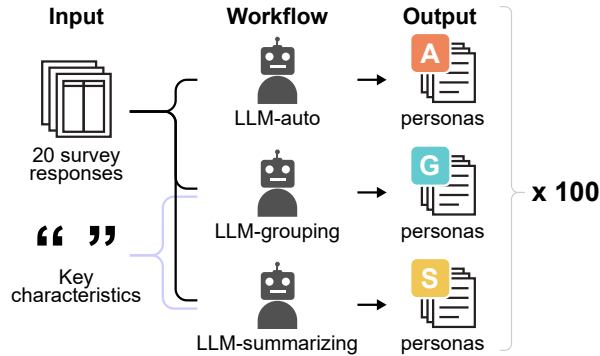 Input
Workflow
Output
20 survey
responses
“ ”
Key
characteristics
LLM-auto
A
personas
LLM-grouping
G
personas
LLM-summarizing
S
personas
x 100